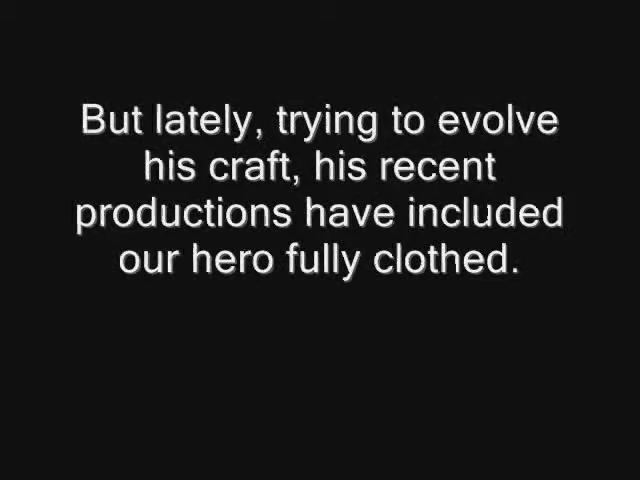 But lately, trying to evolve
his craft, his recent
productions have included
our hero fully clothed.